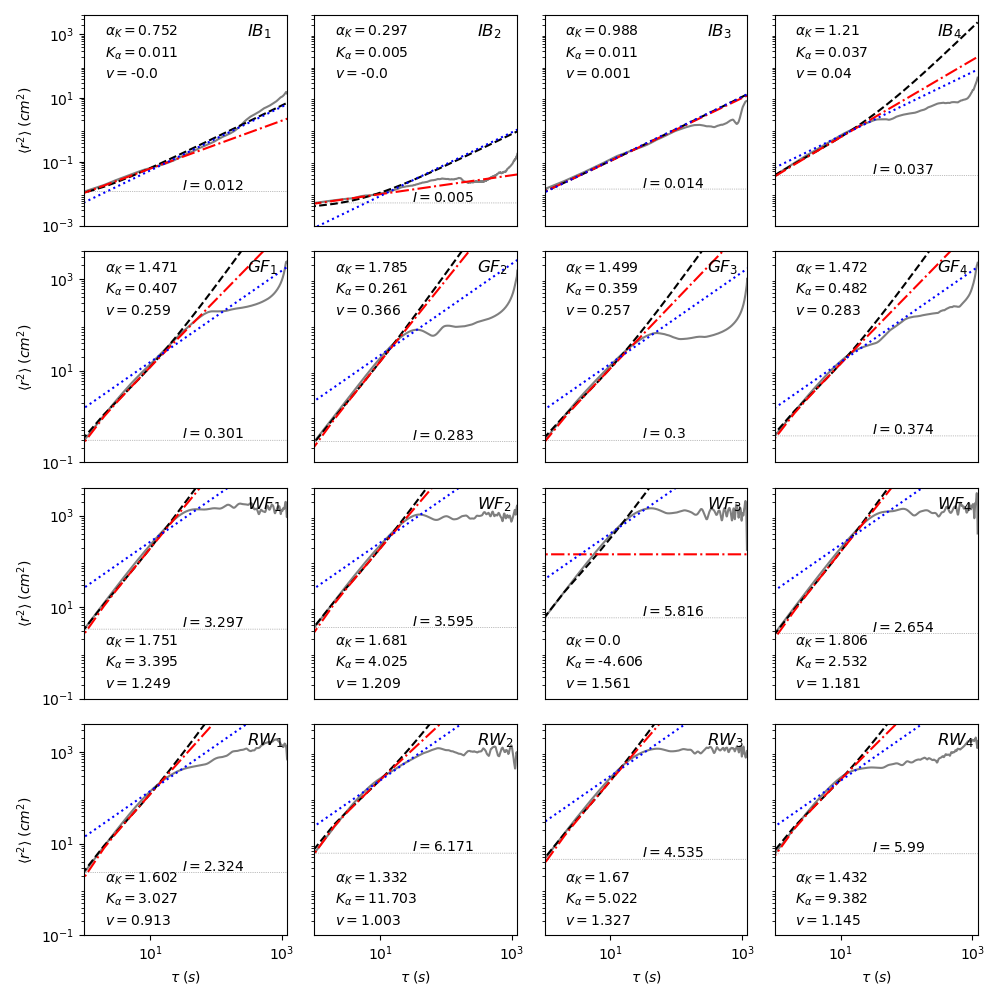 α_K = 0.752
K_α = 0.011
v = -0.0
IB_1
I = 0.012
α_K = 0.297
K_α = 0.005
v = -0.0
IB_2
I = 0.005
α_K = 0.988
K_α = 0.011
v = 0.001
IB_3
I = 0.014
α_K = 1.21
K_α = 0.037
v = 0.04
IB_4
I = 0.037
10^3
10^1
10^-1
10^-3
⟨r^2⟩ (cm^2)
α_K = 1.471
K_α = 0.407
v = 0.259
GF_1
I = 0.301
α_K = 1.785
K_α = 0.261
v = 0.366
GF_2
I = 0.283
α_K = 1.499
K_α = 0.359
v = 0.257
GF_3
I = 0.3
α_K = 1.472
K_α = 0.482
v = 0.283
GF_4
I = 0.374
10^3
10^1
10^-1
⟨r^2⟩ (cm^2)
WF_1
I = 3.297
α_K = 1.751
K_α = 3.395
v = 1.249
WF_2
I = 3.595
α_K = 1.681
K_α = 4.025
v = 1.209
WF_3
I = 5.816
α_K = 0.0
K_α = -4.606
v = 1.561
WF_4
I = 2.654
α_K = 1.806
K_α = 2.532
v = 1.181
10^3
10^1
10^-1
⟨r^2⟩ (cm^2)
RW_1
I = 2.324
α_K = 1.602
K_α = 3.027
v = 0.913
RW_2
I = 6.171
α_K = 1.332
K_α = 11.703
v = 1.003
RW_3
I = 4.535
α_K = 1.67
K_α = 5.022
v = 1.327
RW_4
I = 5.99
α_K = 1.432
K_α = 9.382
v = 1.145
10^3
10^1
10^-1
⟨r^2⟩ (cm^2)
10^1 10^3
10^1 10^3
10^1 10^3
10^1 10^3
τ (s)
τ (s)
τ (s)
τ (s)